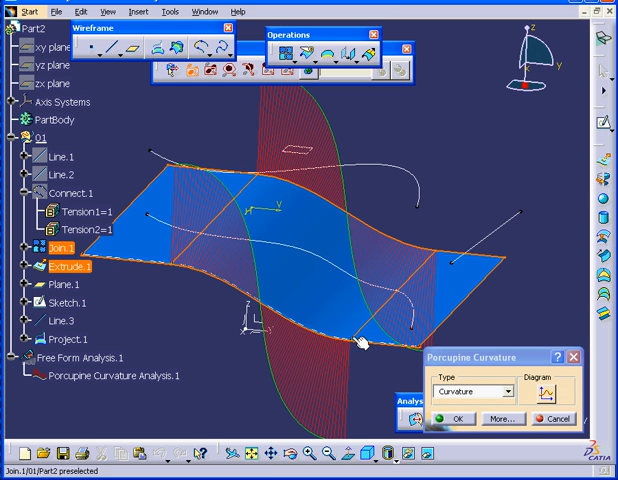 Start File Edit View Insert Tools Window Help
Part2
Wireframe
Operations
xy plane
yz plane
zx plane
Axis Systems
PartBody
01
Line.1
Line.2
Connect.1
Tension1=1
Tension2=1
Join.1
Extrude.1
Plane.1
Sketch.1
Line.3
Project.1
Free Form Analysis.1
Porcupine Curvature Analysis.1
z
y
x
H
V
Z
X
Y
Porcupine Curvature
Type
Diagram
Curvature
OK More... Cancel
Analys
CATIA
Join.1/01/Part2 preselected